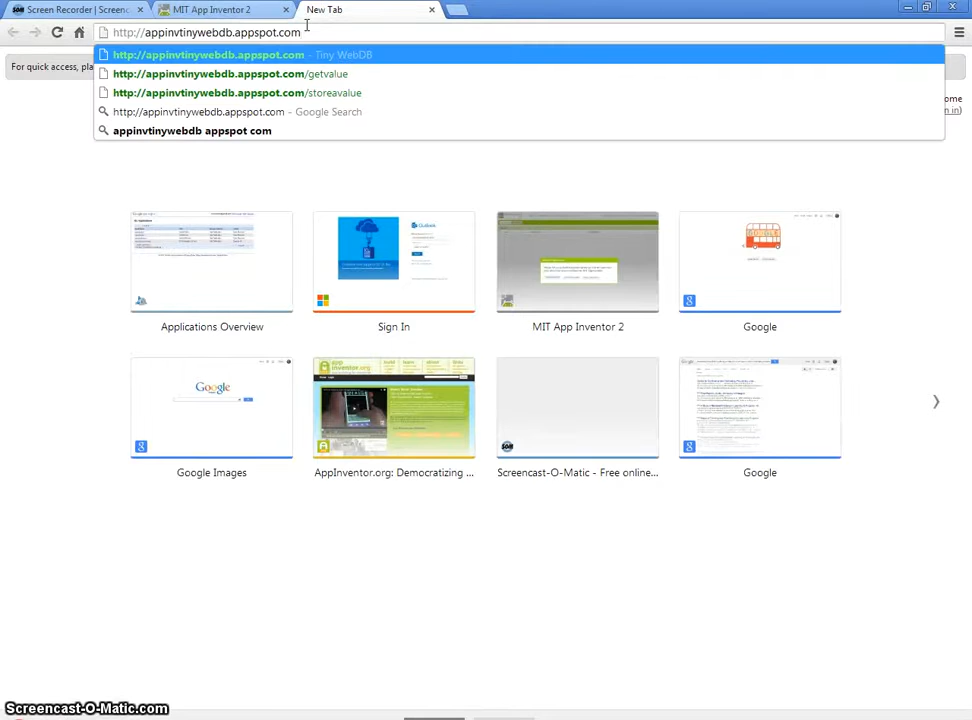 Screen Recorder | Screenc
MIT App Inventor 2
New Tab
http://appinvtinywebdb.appspot.com
For quick access, pla
http://appinvtinywebdb.appspot.com - Tiny WebDB
http://appinvtinywebdb.appspot.com/getvalue
http://appinvtinywebdb.appspot.com/storeavalue
http://appinvtinywebdb.appspot.com - Google Search
appinvtinywebdb appspot com
ome
n in)
Applications Overview
Sign In
MIT App Inventor 2
Google
Google Images
AppInventor.org: Democratizing ...
Screencast-O-Matic - Free online...
Google
Screencast-O-Matic.com